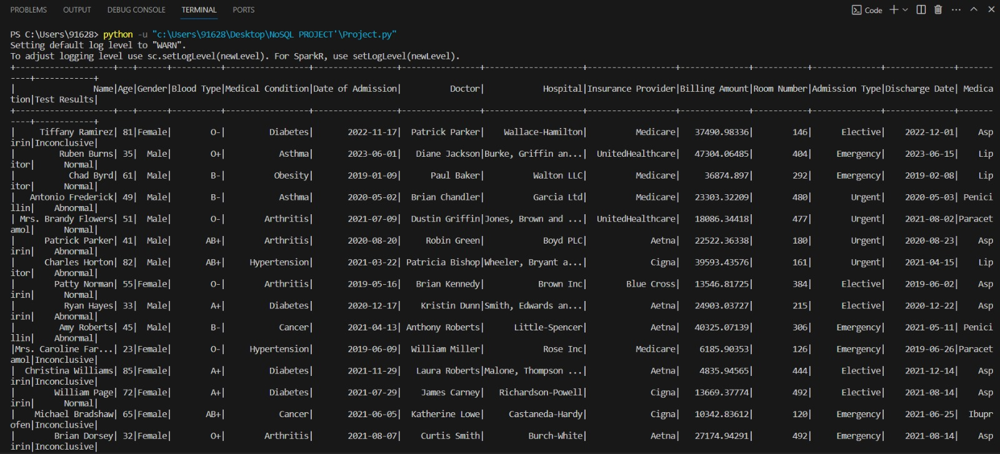 PROBLEMS OUTPUT DEBUG CONSOLE TERMINAL PORTS Code
PS C:\Users\91628> python -u "c:\Users\91628\Desktop\NoSQL PROJECT'\Project.py"
Setting default log level to "WARN".
To adjust logging level use sc.setLogLevel(newLevel). For SparkR, use setLogLevel(newLevel).
+--------------------+---+------+----------+-----------------+-----------------+----------------+--------------------+------------------+--------------+-----------+--------------+--------------+-------
----+------------+
|                Name|Age|Gender|Blood Type|Medical Condition|Date of Admission|          Doctor|            Hospital|Insurance Provider|Billing Amount|Room Number|Admission Type|Discharge Date| Medica
tion|Test Results|
+--------------------+---+------+----------+-----------------+-----------------+----------------+--------------------+------------------+--------------+-----------+--------------+--------------+-------
----+------------+
|     Tiffany Ramirez| 81|Female|        O-|         Diabetes|       2022-11-17|  Patrick Parker|    Wallace-Hamilton|          Medicare|   37490.98336|        146|      Elective|    2022-12-01|    Asp
irin|Inconclusive|
|         Ruben Burns| 35|  Male|        O+|           Asthma|       2023-06-01|   Diane Jackson|Burke, Griffin an...|  UnitedHealthcare|   47304.06485|        404|     Emergency|    2023-06-15|    Lip
itor|      Normal|
|           Chad Byrd| 61|  Male|        B-|          Obesity|       2019-01-09|      Paul Baker|          Walton LLC|          Medicare|     36874.897|        292|     Emergency|    2019-02-08|    Lip
itor|      Normal|
|   Antonio Frederick| 49|  Male|        B-|           Asthma|       2020-05-02|  Brian Chandler|          Garcia Ltd|          Medicare|   23303.32209|        480|        Urgent|    2020-05-03| Penici
llin|    Abnormal|
| Mrs. Brandy Flowers| 51|  Male|        O-|        Arthritis|       2021-07-09|  Dustin Griffin|Jones, Brown and ...|  UnitedHealthcare|   18086.34418|        477|        Urgent|    2021-08-02|Paracet
amol|      Normal|
|      Patrick Parker| 41|  Male|       AB+|        Arthritis|       2020-08-20|     Robin Green|            Boyd PLC|             Aetna|   22522.36338|        180|        Urgent|    2020-08-23|    Asp
irin|    Abnormal|
|      Charles Horton| 82|  Male|       AB+|     Hypertension|       2021-03-22| Patricia Bishop|Wheeler, Bryant a...|             Cigna|   39593.43576|        161|        Urgent|    2021-04-15|    Lip
itor|    Abnormal|
|        Patty Norman| 55|Female|        O-|        Arthritis|       2019-05-16|   Brian Kennedy|           Brown Inc|        Blue Cross|   13546.81725|        384|      Elective|    2019-06-02|    Asp
irin|      Normal|
|          Ryan Hayes| 33|  Male|        A+|         Diabetes|       2020-12-17|    Kristin Dunn|Smith, Edwards an...|             Aetna|   24903.03727|        215|      Elective|    2020-12-22|    Asp
irin|    Abnormal|
|         Amy Roberts| 45|  Male|        B-|           Cancer|       2021-04-13| Anthony Roberts|      Little-Spencer|             Aetna|   40325.07139|        306|     Emergency|    2021-05-11| Penici
llin|    Abnormal|
|Mrs. Caroline Far...| 23|Female|        O-|     Hypertension|       2019-06-09|  William Miller|            Rose Inc|          Medicare|    6185.90353|        126|     Emergency|    2019-06-26|Paracet
amol|Inconclusive|
|  Christina Williams| 85|Female|        A+|         Diabetes|       2021-11-29|   Laura Roberts|Malone, Thompson ...|             Aetna|    4835.94565|        444|      Elective|    2021-12-14|    Asp
irin|Inconclusive|
|        William Page| 72|Female|        A+|         Diabetes|       2021-07-29|    James Carney|   Richardson-Powell|             Cigna|   13669.37774|        492|      Elective|    2021-08-14|    Asp
irin|      Normal|
|    Michael Bradshaw| 65|Female|       AB+|           Cancer|       2021-06-05|  Katherine Lowe|     Castaneda-Hardy|             Cigna|   10342.83612|        120|     Emergency|    2021-06-25|  Ibupr
ofen|Inconclusive|
|        Brian Dorsey| 32|Female|        O+|        Arthritis|       2021-08-07|    Curtis Smith|         Burch-White|             Aetna|   27174.94291|        492|     Emergency|    2021-08-14|    Asp
irin|Inconclusive|